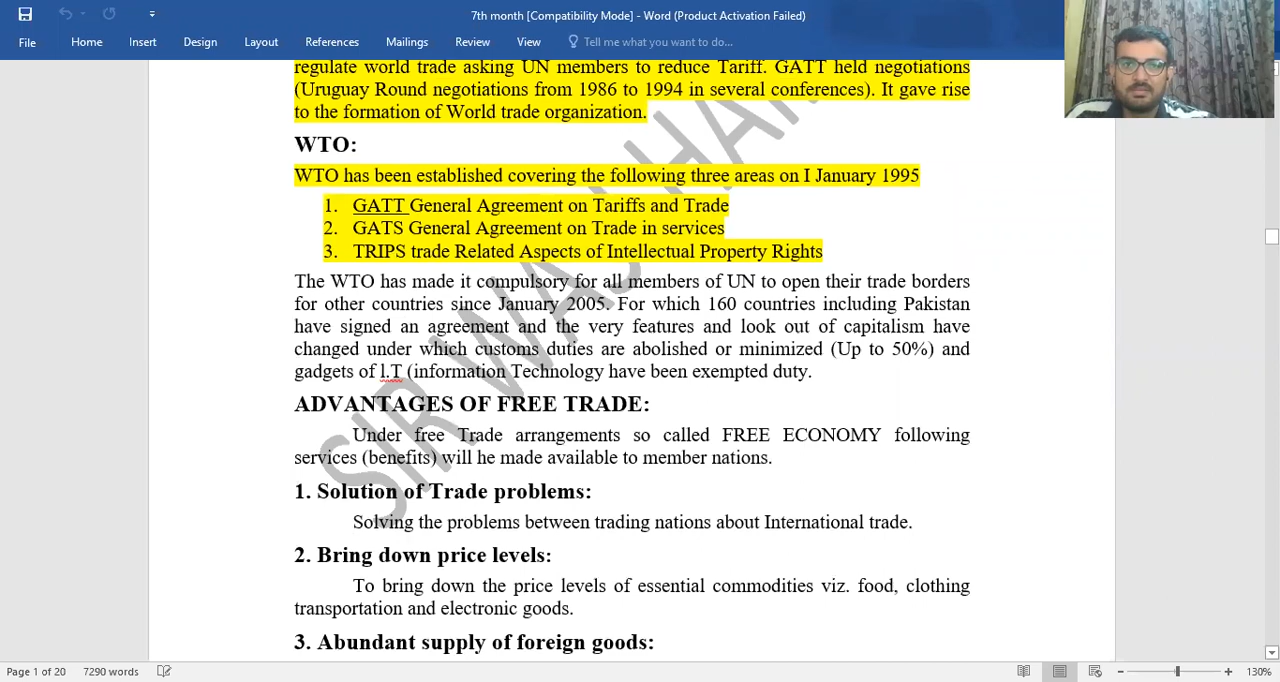 7th month [Compatibility Mode] - Word (Product Activation Failed)
File Home Insert Design Layout References Mailings Review View Tell me what you want to do...
regulate world trade asking UN members to reduce Tariff. GATT held negotiations
(Uruguay Round negotiations from 1986 to 1994 in several conferences). It gave rise
to the formation of World trade organization.
WTO:
WTO has been established covering the following three areas on I January 1995
1. GATT General Agreement on Tariffs and Trade
2. GATS General Agreement on Trade in services
3. TRIPS trade Related Aspects of Intellectual Property Rights
The WTO has made it compulsory for all members of UN to open their trade borders
for other countries since January 2005. For which 160 countries including Pakistan
have signed an agreement and the very features and look out of capitalism have
changed under which customs duties are abolished or minimized (Up to 50%) and
gadgets of l.T (information Technology have been exempted duty.
ADVANTAGES OF FREE TRADE:
Under free Trade arrangements so called FREE ECONOMY following
services (benefits) will he made available to member nations.
1. Solution of Trade problems:
Solving the problems between trading nations about International trade.
2. Bring down price levels:
To bring down the price levels of essential commodities viz. food, clothing
transportation and electronic goods.
3. Abundant supply of foreign goods:
SIR WAS HA
Page 1 of 20 7290 words 130%